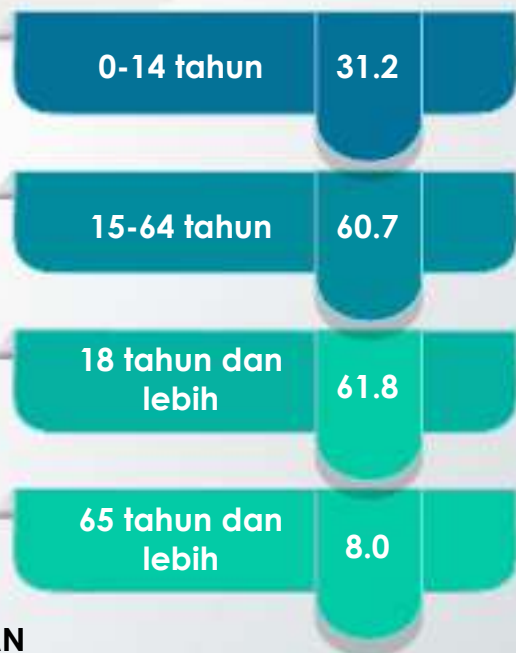 0-14 tahun 31.2
15-64 tahun 60.7
18 tahun dan
lebih 61.8
65 tahun dan
lebih 8.0